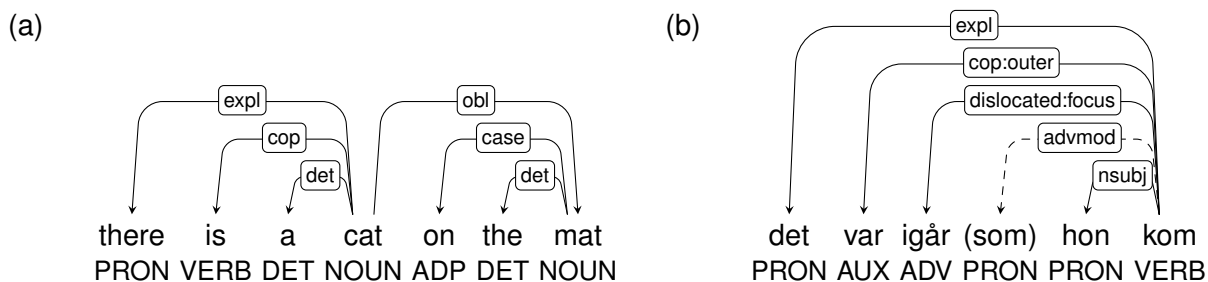 (a)
expl
obl
cop
case
det
det
there is a cat on the mat
PRON VERB DET NOUN ADP DET NOUN
(b)
expl
cop:outer
dislocated:focus
advmod
nsubj
det var igår (som) hon kom
PRON AUX ADV PRON PRON VERB